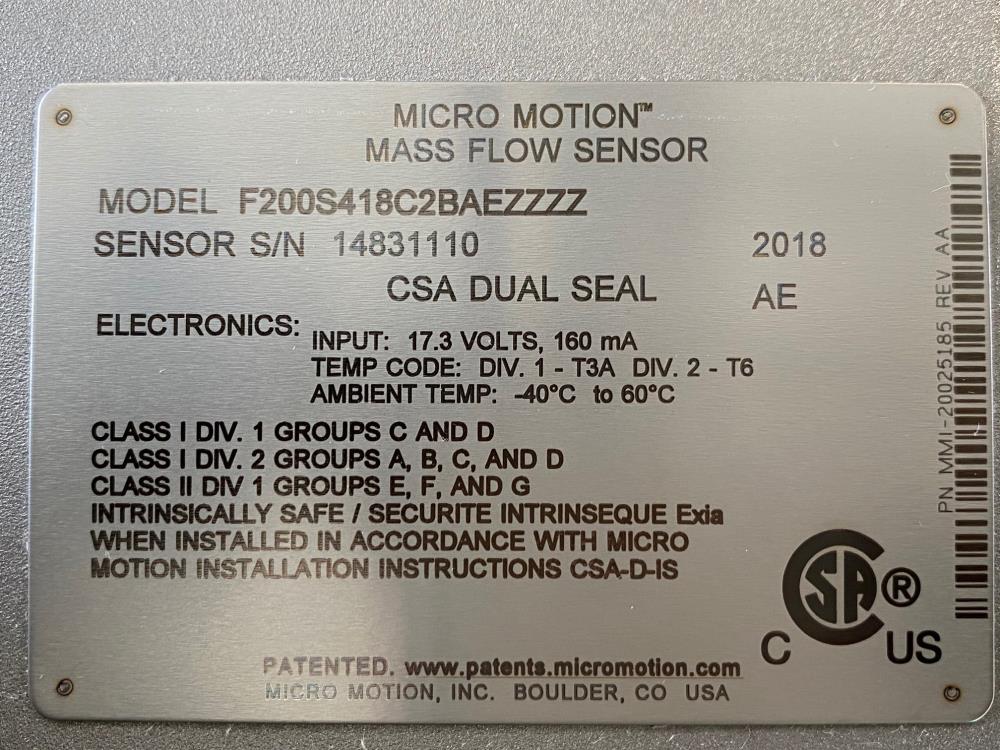 MICRO MOTION™
MASS FLOW SENSOR
MODEL F200S418C2BAEZZZZ
SENSOR S/N 14831110 2018
CSA DUAL SEAL AE
ELECTRONICS:
INPUT: 17.3 VOLTS, 160 mA
TEMP CODE: DIV. 1 - T3A DIV. 2 - T6
AMBIENT TEMP: -40°C to 60°C
CLASS I DIV. 1 GROUPS C AND D
CLASS I DIV. 2 GROUPS A, B, C, AND D
CLASS II DIV 1 GROUPS E, F, AND G
INTRINSICALLY SAFE / SECURITE INTRINSEQUE Exia
WHEN INSTALLED IN ACCORDANCE WITH MICRO
MOTION INSTALLATION INSTRUCTIONS CSA-D-IS
PATENTED. www.patents.micromotion.com
MICRO MOTION, INC. BOULDER, CO USA
CSA®
C US
PN MMI-20025185 REV AA